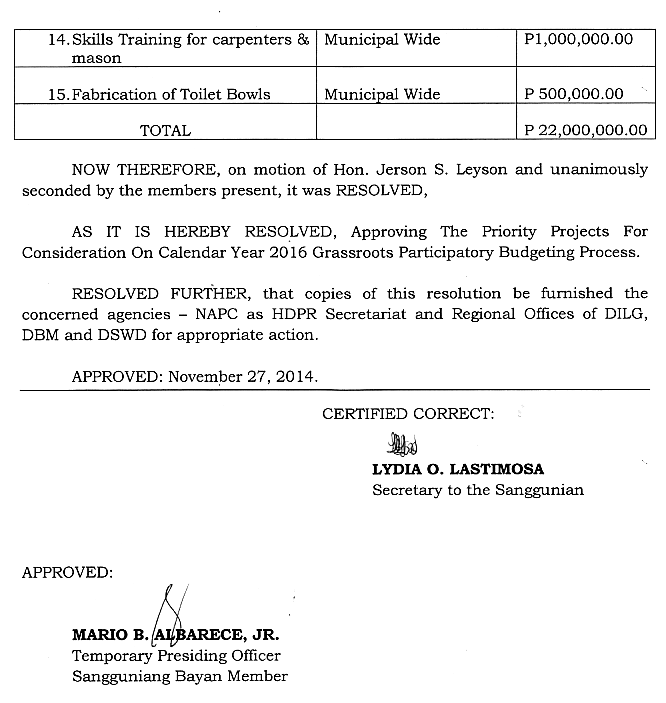 14. Skills Training for carpenters & Municipal Wide P1,000,000.00
mason
15. Fabrication of Toilet Bowls Municipal Wide P 500,000.00
TOTAL P 22,000,000.00
NOW THEREFORE, on motion of Hon. Jerson S. Leyson and unanimously
seconded by the members present, it was RESOLVED,
AS IT IS HEREBY RESOLVED, Approving The Priority Projects For
Consideration On Calendar Year 2016 Grassroots Participatory Budgeting Process.
RESOLVED FURTHER, that copies of this resolution be furnished the
concerned agencies – NAPC as HDPR Secretariat and Regional Offices of DILG,
DBM and DSWD for appropriate action.
APPROVED: November 27, 2014.
CERTIFIED CORRECT:
LYDIA O. LASTIMOSA
Secretary to the Sanggunian
APPROVED:
MARIO B. ALBARECE, JR.
Temporary Presiding Officer
Sangguniang Bayan Member